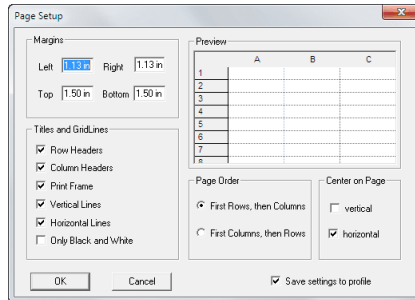 Page Setup
Margins
Left 1.13 in Right 1.13 in
Top 1.50 in Bottom 1.50 in
Titles and GridLines
Row Headers
Column Headers
Print Frame
Vertical Lines
Horizontal Lines
Only Black and White
Preview
A B C
1
2
3
4
5
6
7
8
Page Order
First Rows, then Columns
First Columns, then Rows
Center on Page
vertical
horizontal
OK Cancel Save settings to profile